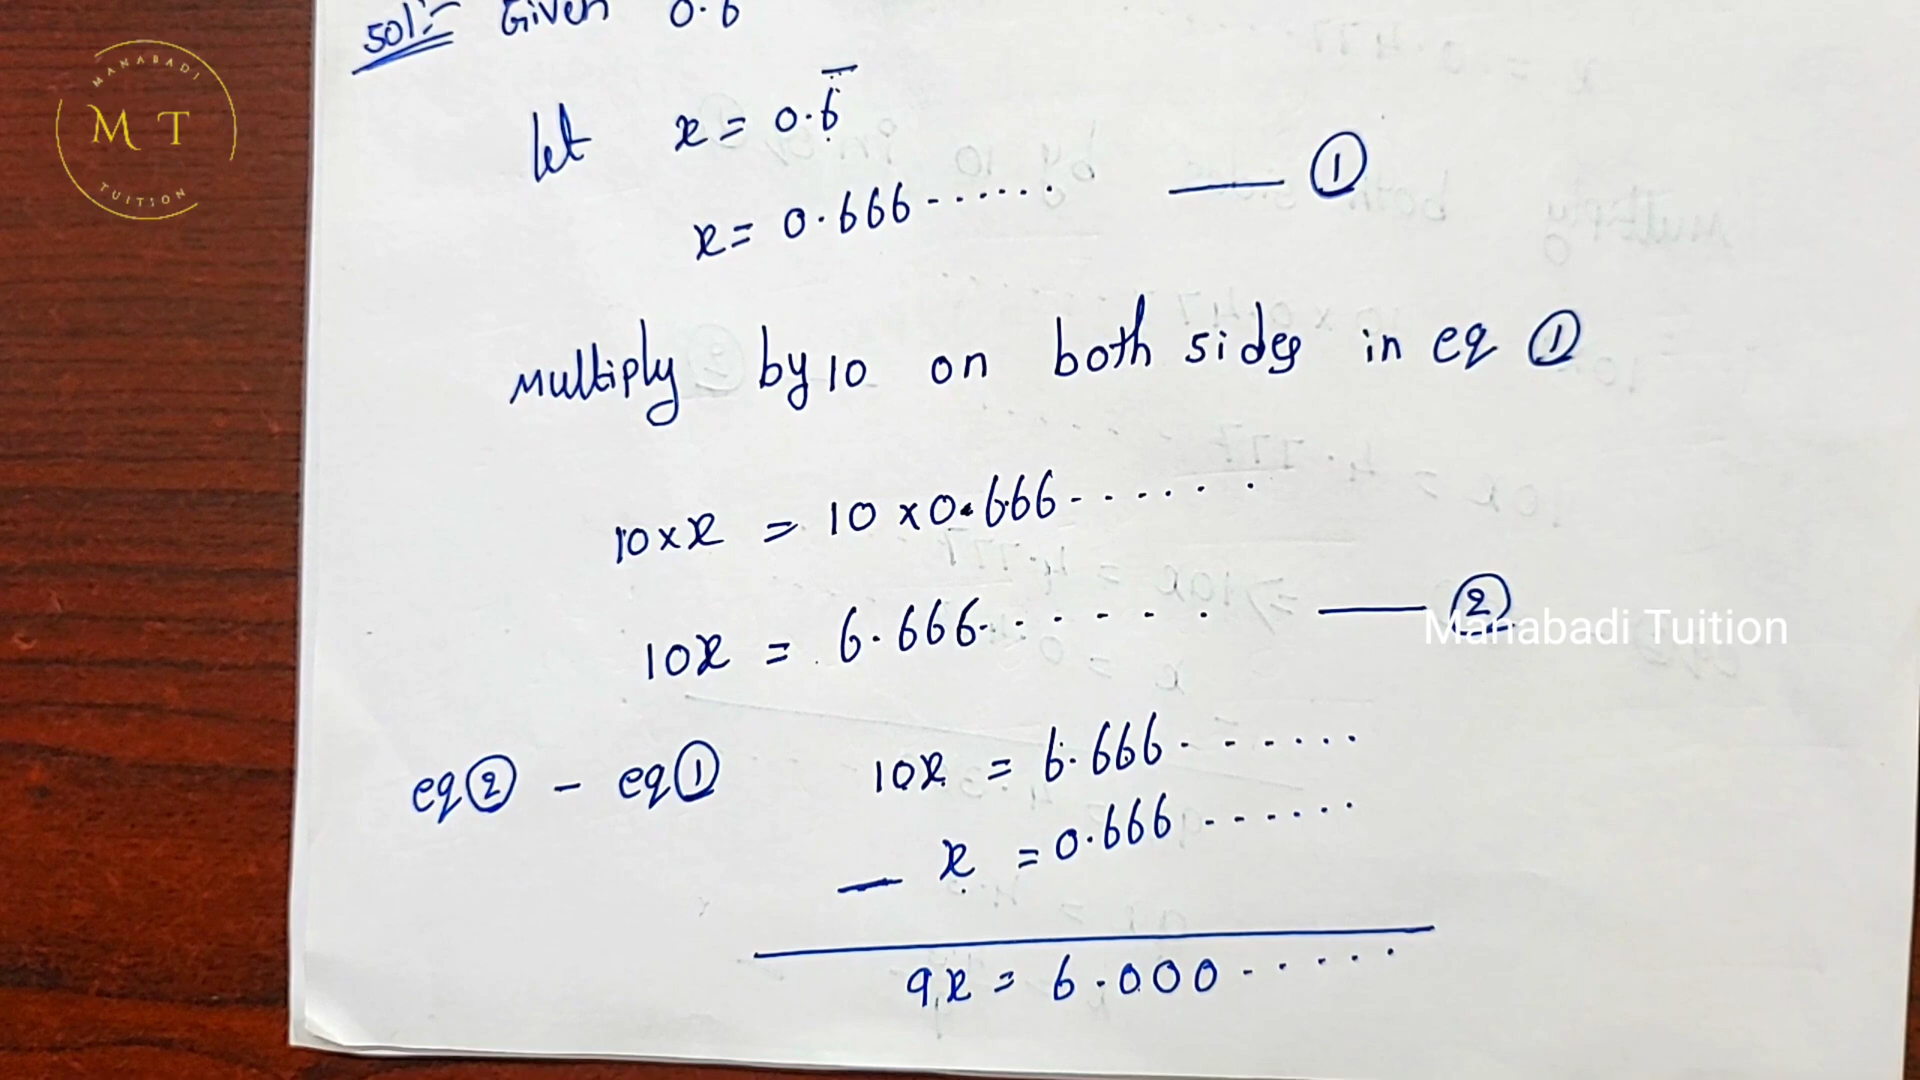 MANABADI
MT
TUITION
Sol:- Given 0.6
let x = 0.6̅
x = 0.666------ —— ①
multiply by 10 on both sides in eq ①
10×x = 10×0.666-------
10x = 6.666------- —— ②
Manabadi Tuition
eq② - eq① 10x = 6.666-------
— x = 0.666-------
9x = 6.000------